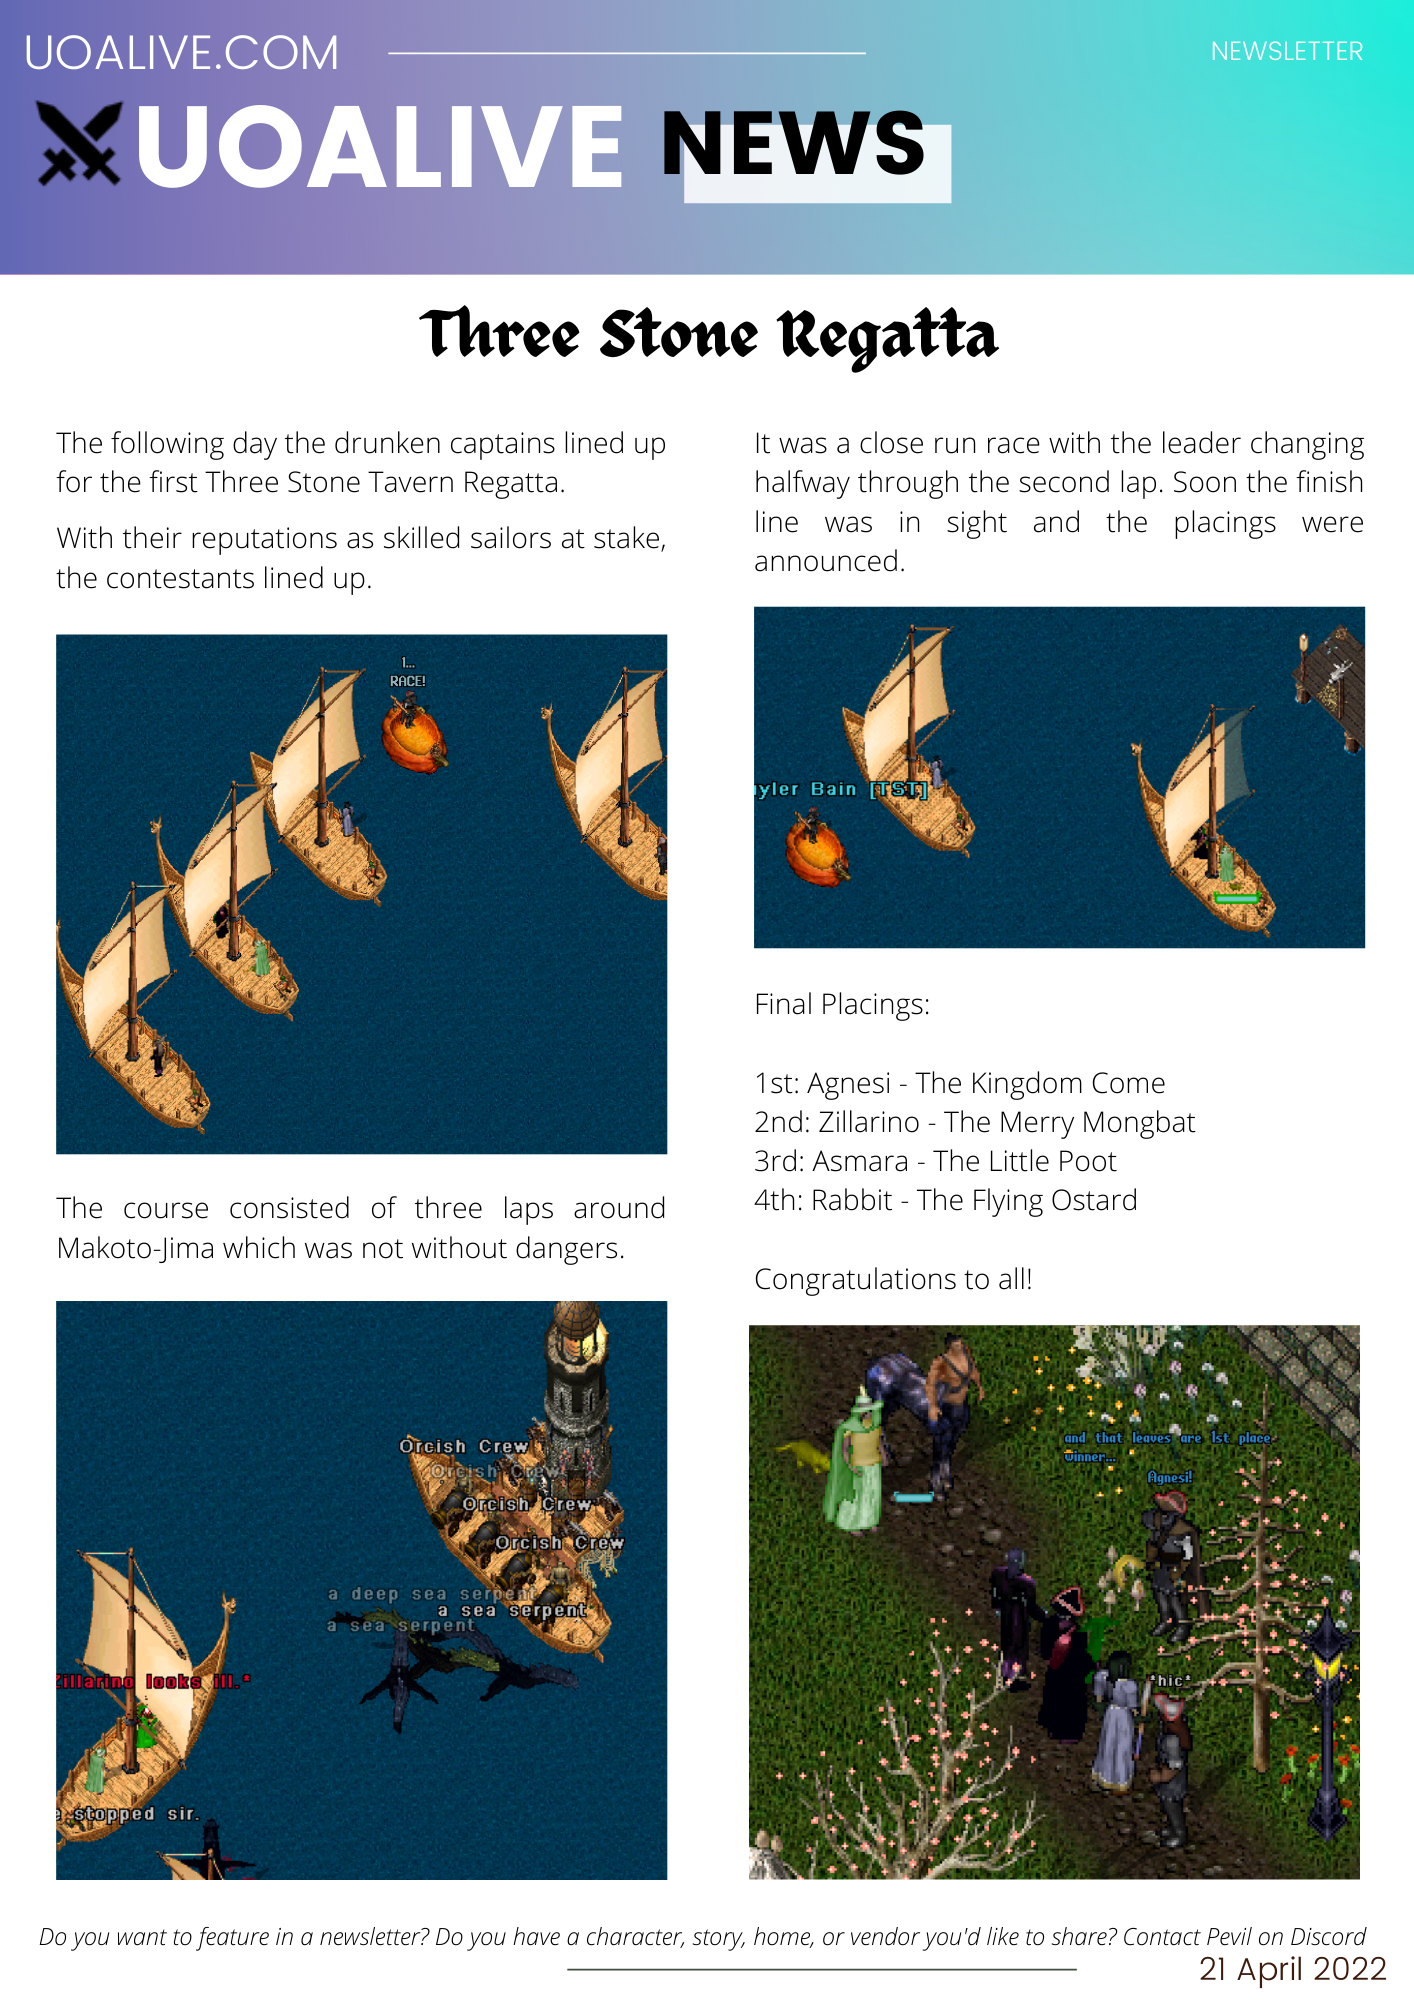 UOALIVE.COM
NEWSLETTER
UOALIVE NEWS
Three Stone Regatta
The following day the drunken captains lined up
for the first Three Stone Tavern Regatta.
With their reputations as skilled sailors at stake,
the contestants lined up.
1...
RACE!
The course consisted of three laps around
Makoto-Jima which was not without dangers.
Orcish Crew
Orcish Crew
Orcish Crew
Orcish Crew
a deep sea serpent
a sea serpent
a sea serpent
Zillarino looks ill.*
stopped sir.
It was a close run race with the leader changing
halfway through the second lap. Soon the finish
line was in sight and the placings were
announced.
yler Bain [TST]
Final Placings:
1st: Agnesi - The Kingdom Come
2nd: Zillarino - The Merry Mongbat
3rd: Asmara - The Little Poot
4th: Rabbit - The Flying Ostard
Congratulations to all!
and that leaves are 1st place
winner...
Agnesi!
*hic*
Do you want to feature in a newsletter? Do you have a character, story, home, or vendor you'd like to share? Contact Pevil on Discord
21 April 2022